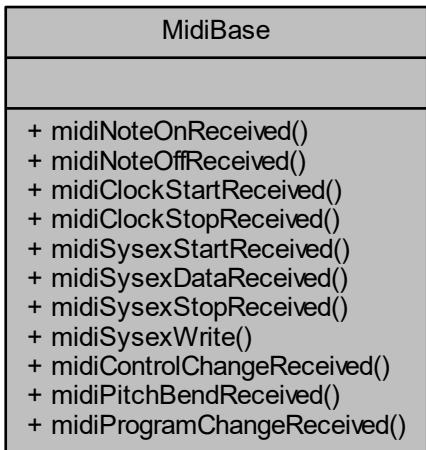 MidiBase
+ midiNoteOnReceived()
+ midiNoteOffReceived()
+ midiClockStartReceived()
+ midiClockStopReceived()
+ midiSysexStartReceived()
+ midiSysexDataReceived()
+ midiSysexStopReceived()
+ midiSysexWrite()
+ midiControlChangeReceived()
+ midiPitchBendReceived()
+ midiProgramChangeReceived()